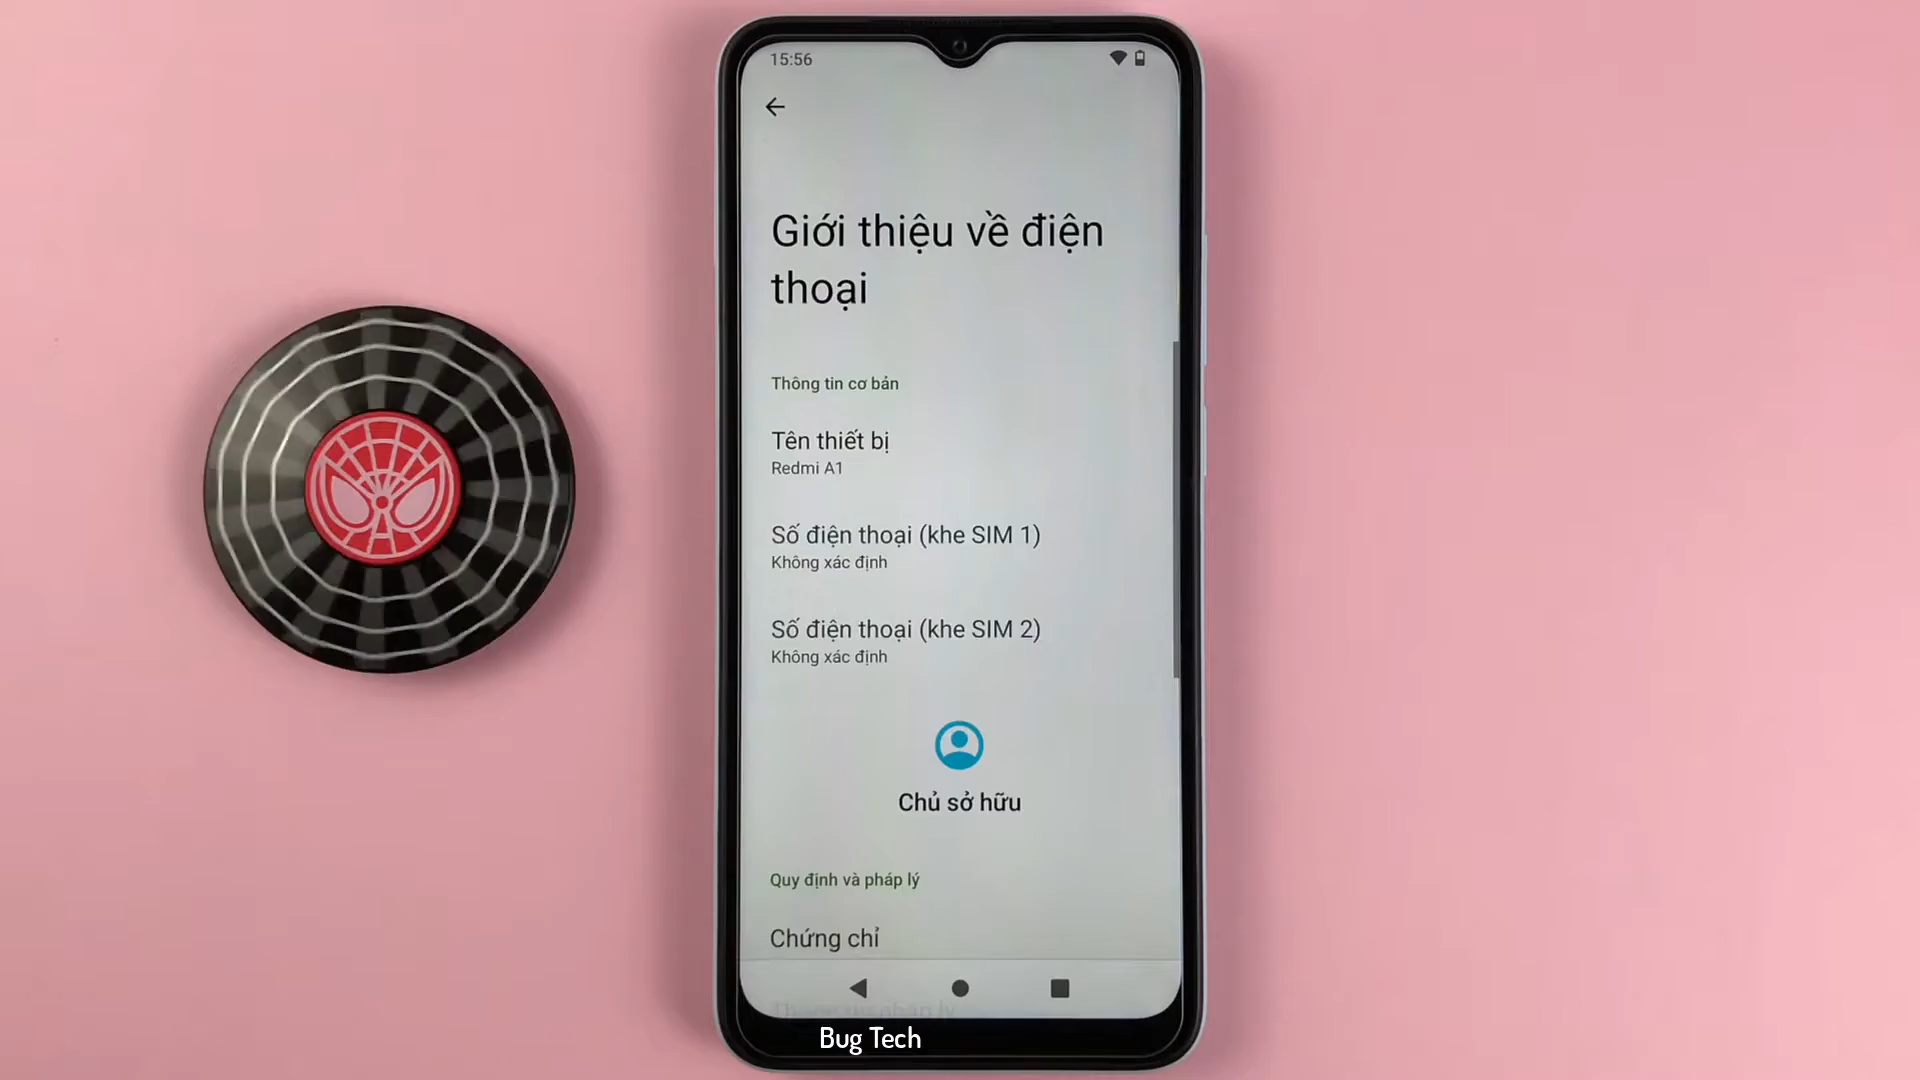 15:56
Giới thiệu về điện
thoại
Thông tin cơ bản
Tên thiết bị
Redmi A1
Số điện thoại (khe SIM 1)
Không xác định
Số điện thoại (khe SIM 2)
Không xác định
Chủ sở hữu
Quy định và pháp lý
Chứng chỉ
Bug Tech